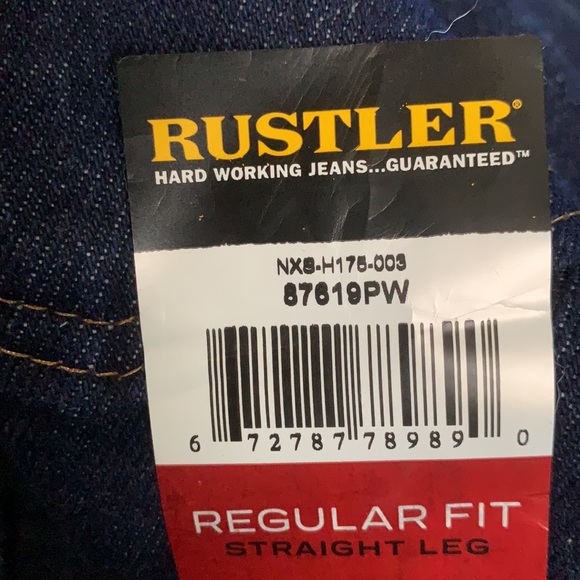 RUSTLER®
HARD WORKING JEANS...GUARANTEED™
NXS-H175-003
87619PW
6 72787 78989 0
REGULAR FIT
STRAIGHT LEG